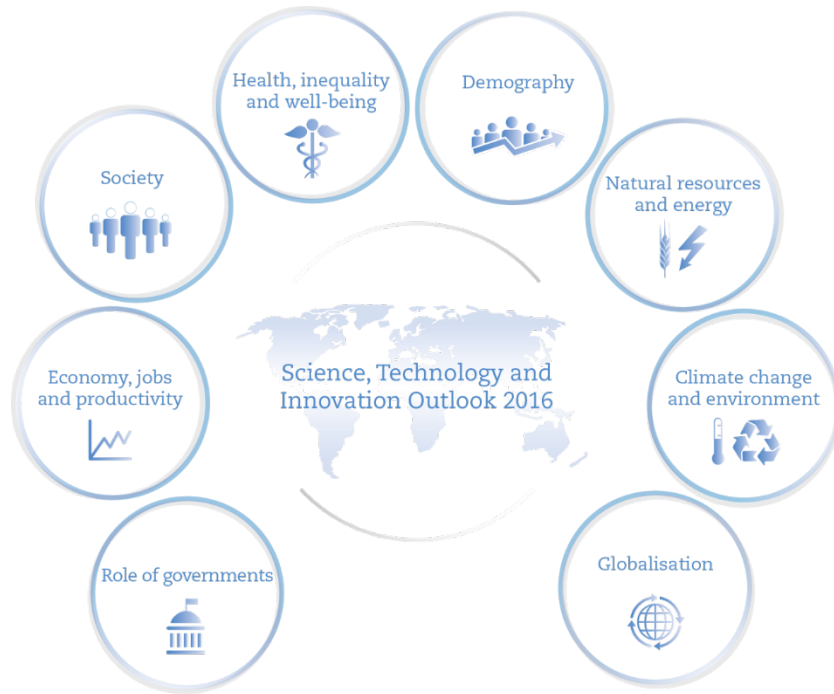 Health, inequality
and well-being
Demography
Society
Natural resources
and energy
Science, Technology and
Innovation Outlook 2016
Economy, jobs
and productivity
Climate change
and environment
Role of governments
Globalisation